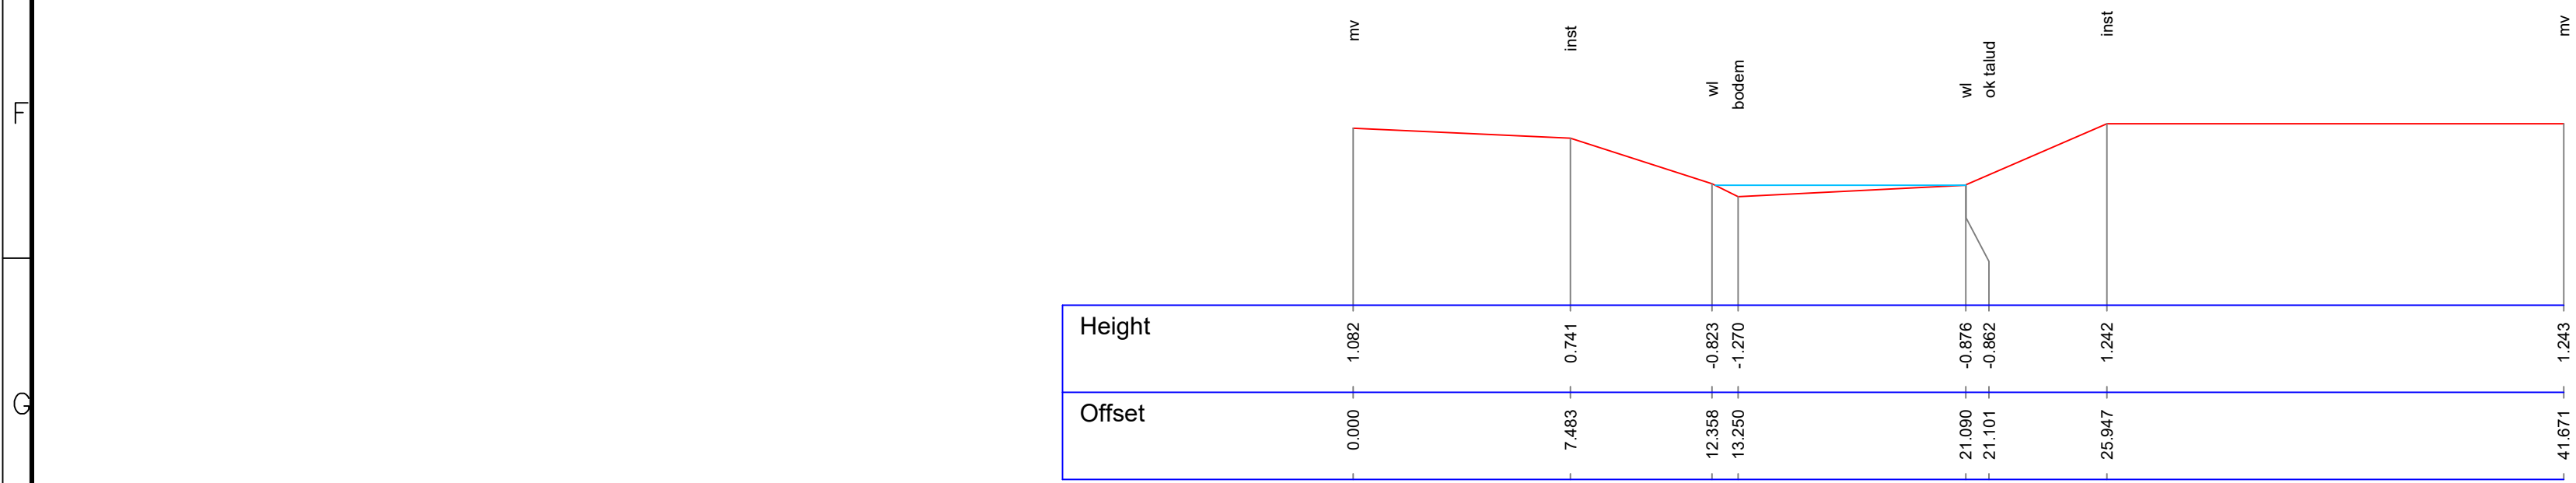 mv
inst
wl
bodem
wl
ok talud
inst
mv
F
Height
1.082
0.741
-0.823
-1.270
-0.876
-0.862
1.242
1.243
G
Offset
0.000
7.483
12.358
13.250
21.090
21.101
25.947
41.671